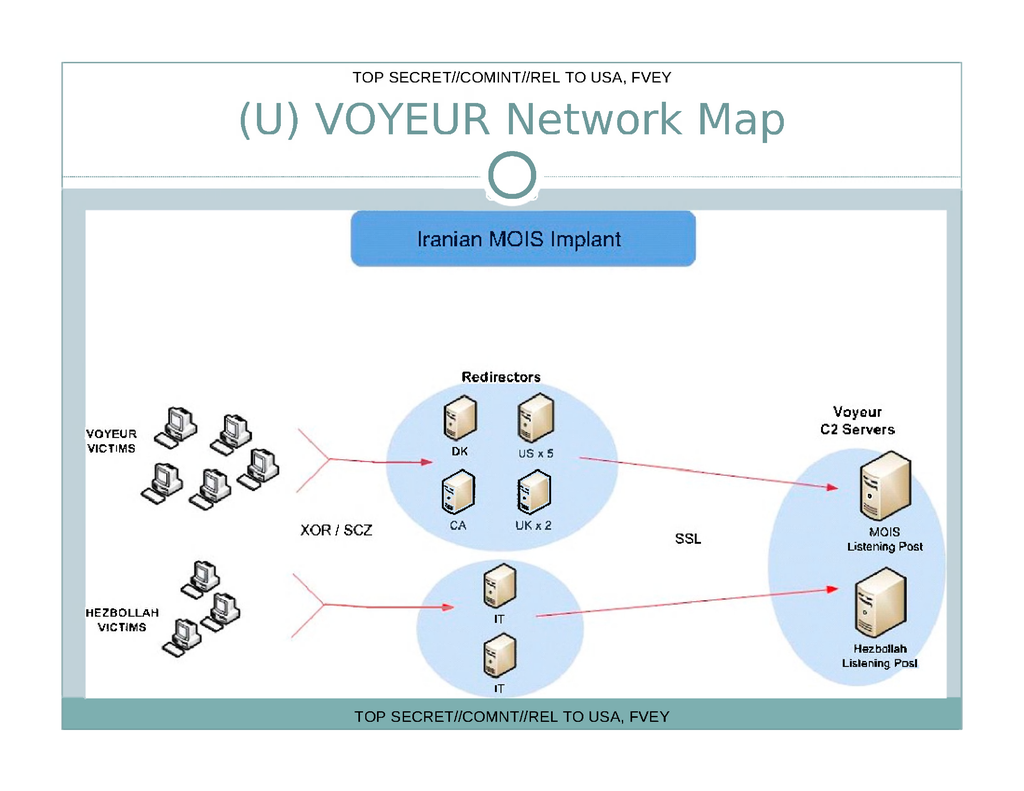 TOP SECRET//COMINT//REL TO USA, FVEY
(U) VOYEUR Network Map
Iranian MOIS Implant
Redirectors
Voyeur
C2 Servers
VOYEUR
VICTIMS
DK
US x 5
CA
UK x 2
XOR / SCZ
SSL
MOIS
Listening Post
HEZBOLLAH
VICTIMS
IT
IT
Hezbollah
Listening Post
TOP SECRET//COMNT//REL TO USA, FVEY